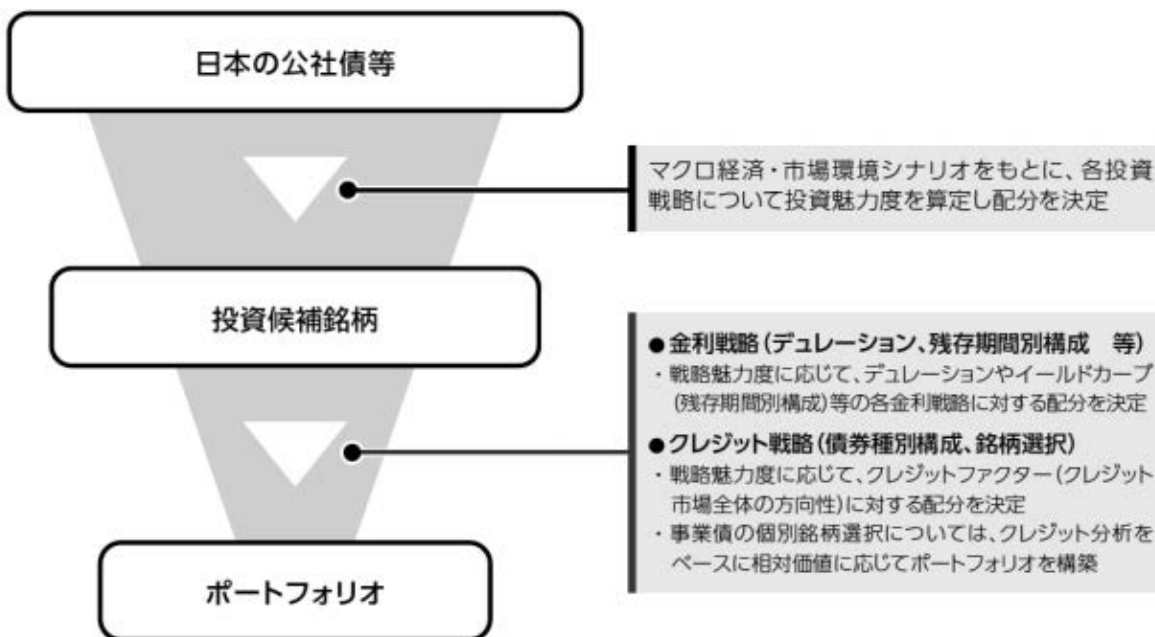 日本の公社債等
マクロ経済・市場環境シナリオをもとに、各投資
戦略について投資魅力度を算定し配分を決定
投資候補銘柄
●金利戦略(デュレーション、残存期間別構成　等)
・戦略魅力度に応じて、デュレーションやイールドカーブ
(残存期間別構成)等の各金利戦略に対する配分を決定
●クレジット戦略(債券種別構成、銘柄選択)
・戦略魅力度に応じて、クレジットファクター(クレジット
市場全体の方向性)に対する配分を決定
・事業債の個別銘柄選択については、クレジット分析を
ベースに相対価値に応じてポートフォリオを構築
ポートフォリオ